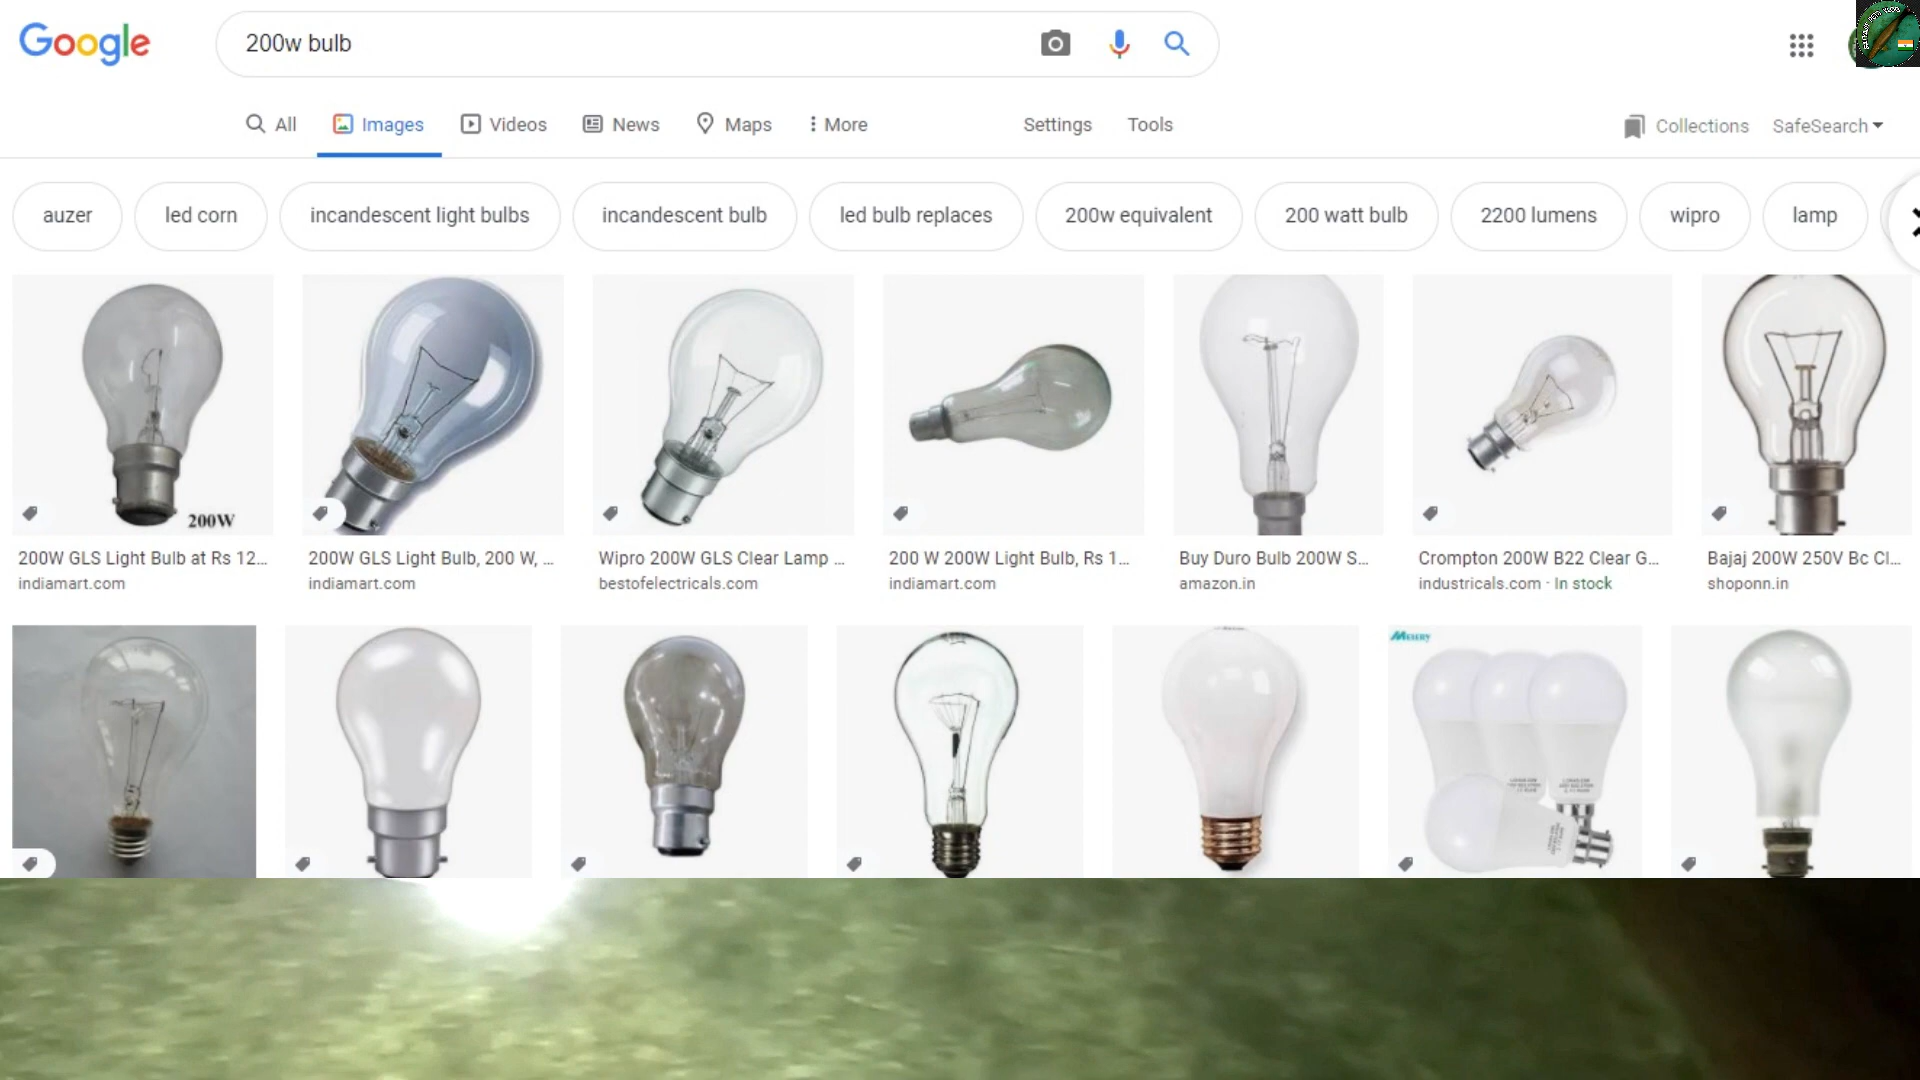 Google
200w bulb
All Images Videos News Maps More Settings Tools Collections SafeSearch
auzer led corn incandescent light bulbs incandescent bulb led bulb replaces 200w equivalent 200 watt bulb 2200 lumens wipro lamp
200W
200W GLS Light Bulb at Rs 12... 200W GLS Light Bulb, 200 W, ... Wipro 200W GLS Clear Lamp ... 200 W 200W Light Bulb, Rs 1... Buy Duro Bulb 200W S... Crompton 200W B22 Clear G... Bajaj 200W 250V Bc Cl...
indiamart.com indiamart.com bestofelectricals.com indiamart.com amazon.in industricals.com · In stock shoponn.in